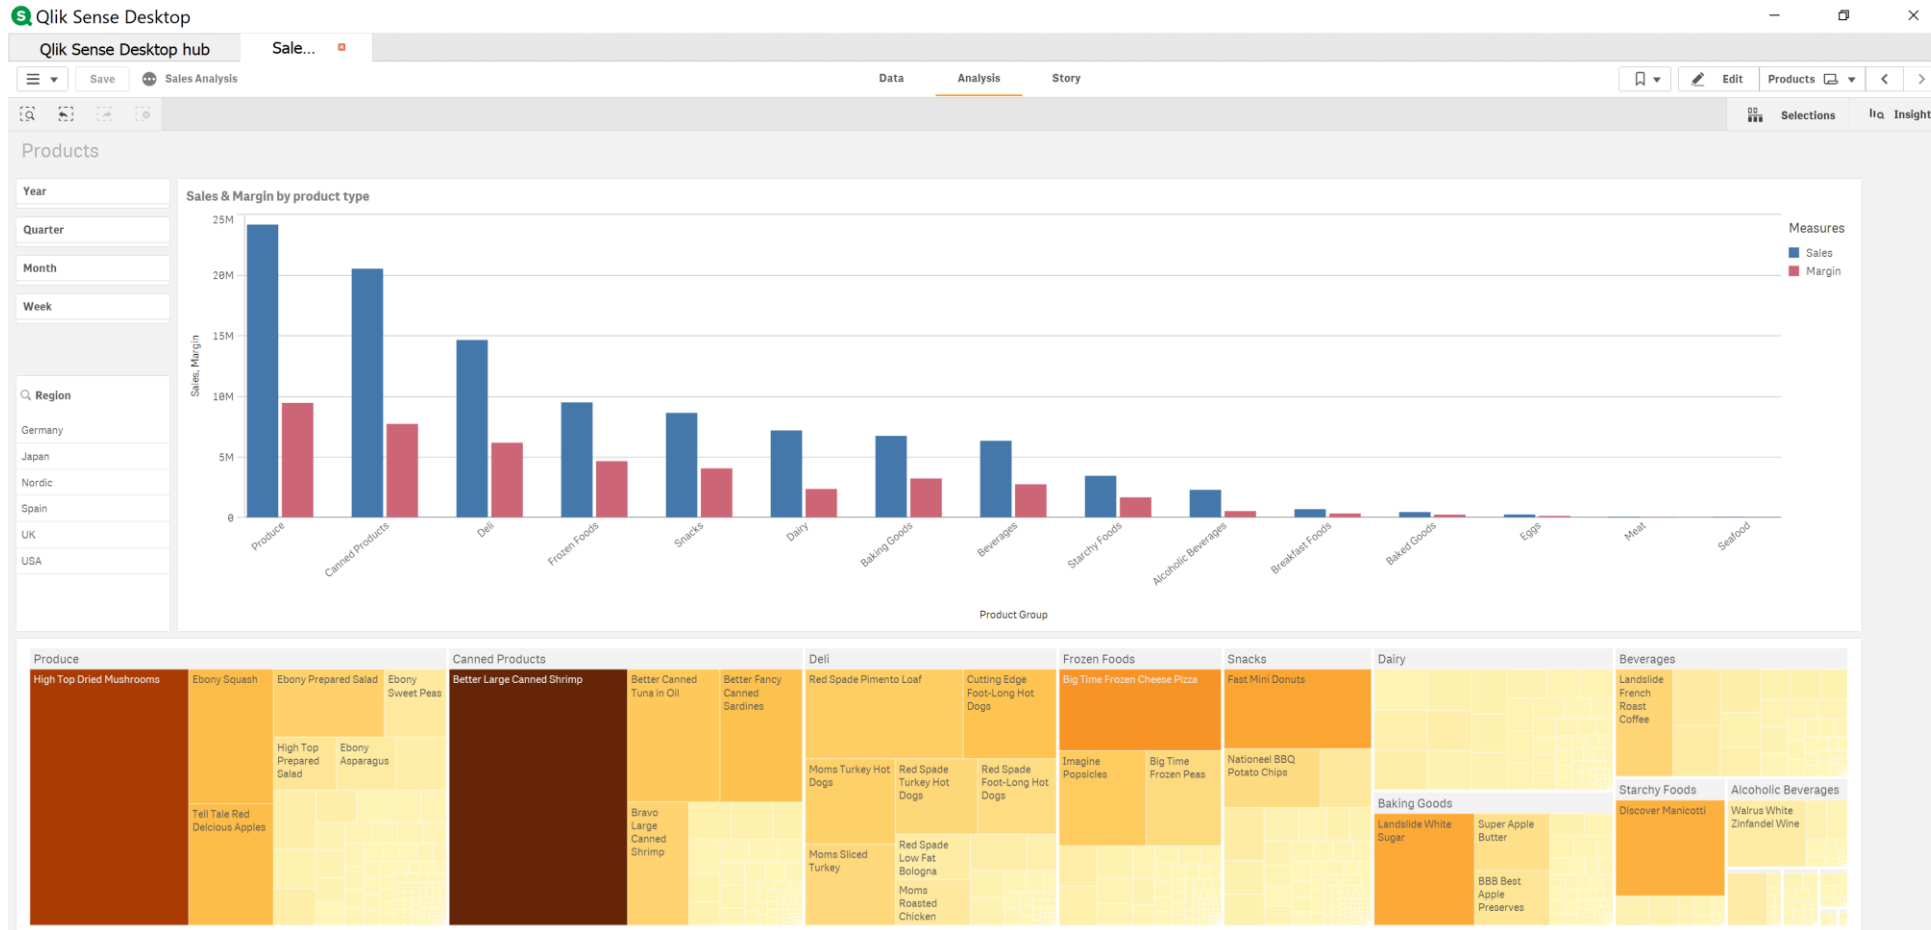 Qlik Sense Desktop
Qlik Sense Desktop hub
Sale...
Save
Sales Analysis
Data
Analysis
Story
Edit
Products
Selections
Insight
Products
Year
Quarter
Month
Week
Region
Germany
Japan
Nordic
Spain
UK
USA
Sales & Margin by product type
Sales, Margin
25M
20M
15M
10M
5M
0
Produce
Canned Products
Deli
Frozen Foods
Snacks
Dairy
Baking Goods
Beverages
Starchy Foods
Alcoholic Beverages
Breakfast Foods
Baked Goods
Eggs
Meat
Seafood
Product Group
Measures
Sales
Margin
Produce
High Top Dried Mushrooms
Ebony Squash
Ebony Prepared Salad
Ebony
Sweet Peas
High Top
Prepared
Salad
Ebony
Asparagus
Tell Tale Red
Delcious Apples
Canned Products
Better Large Canned Shrimp
Better Canned
Tuna in Oil
Better Fancy
Canned
Sardines
Bravo
Large
Canned
Shrimp
Deli
Red Spade Pimento Loaf
Cutting Edge
Foot-Long Hot
Dogs
Moms Turkey Hot
Dogs
Red Spade
Turkey Hot
Dogs
Red Spade
Foot-Long Hot
Dogs
Moms Sliced
Turkey
Red Spade
Low Fat
Bologna
Moms
Roasted
Chicken
Frozen Foods
Big Time Frozen Cheese Pizza
Imagine
Popsicles
Big Time
Frozen Peas
Snacks
Fast Mini Donuts
Nationeel BBQ
Potato Chips
Dairy
Baking Goods
Landslide White
Sugar
Super Apple
Butter
BBB Best
Apple
Preserves
Beverages
Landslide
French
Roast
Coffee
Starchy Foods
Discover Manicotti
Alcoholic Beverages
Walrus White
Zinfandel Wine